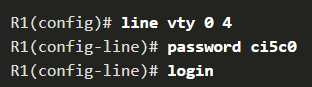 R1(config)# line vty 0 4
R1(config-line)# password ci5c0
R1(config-line)# login